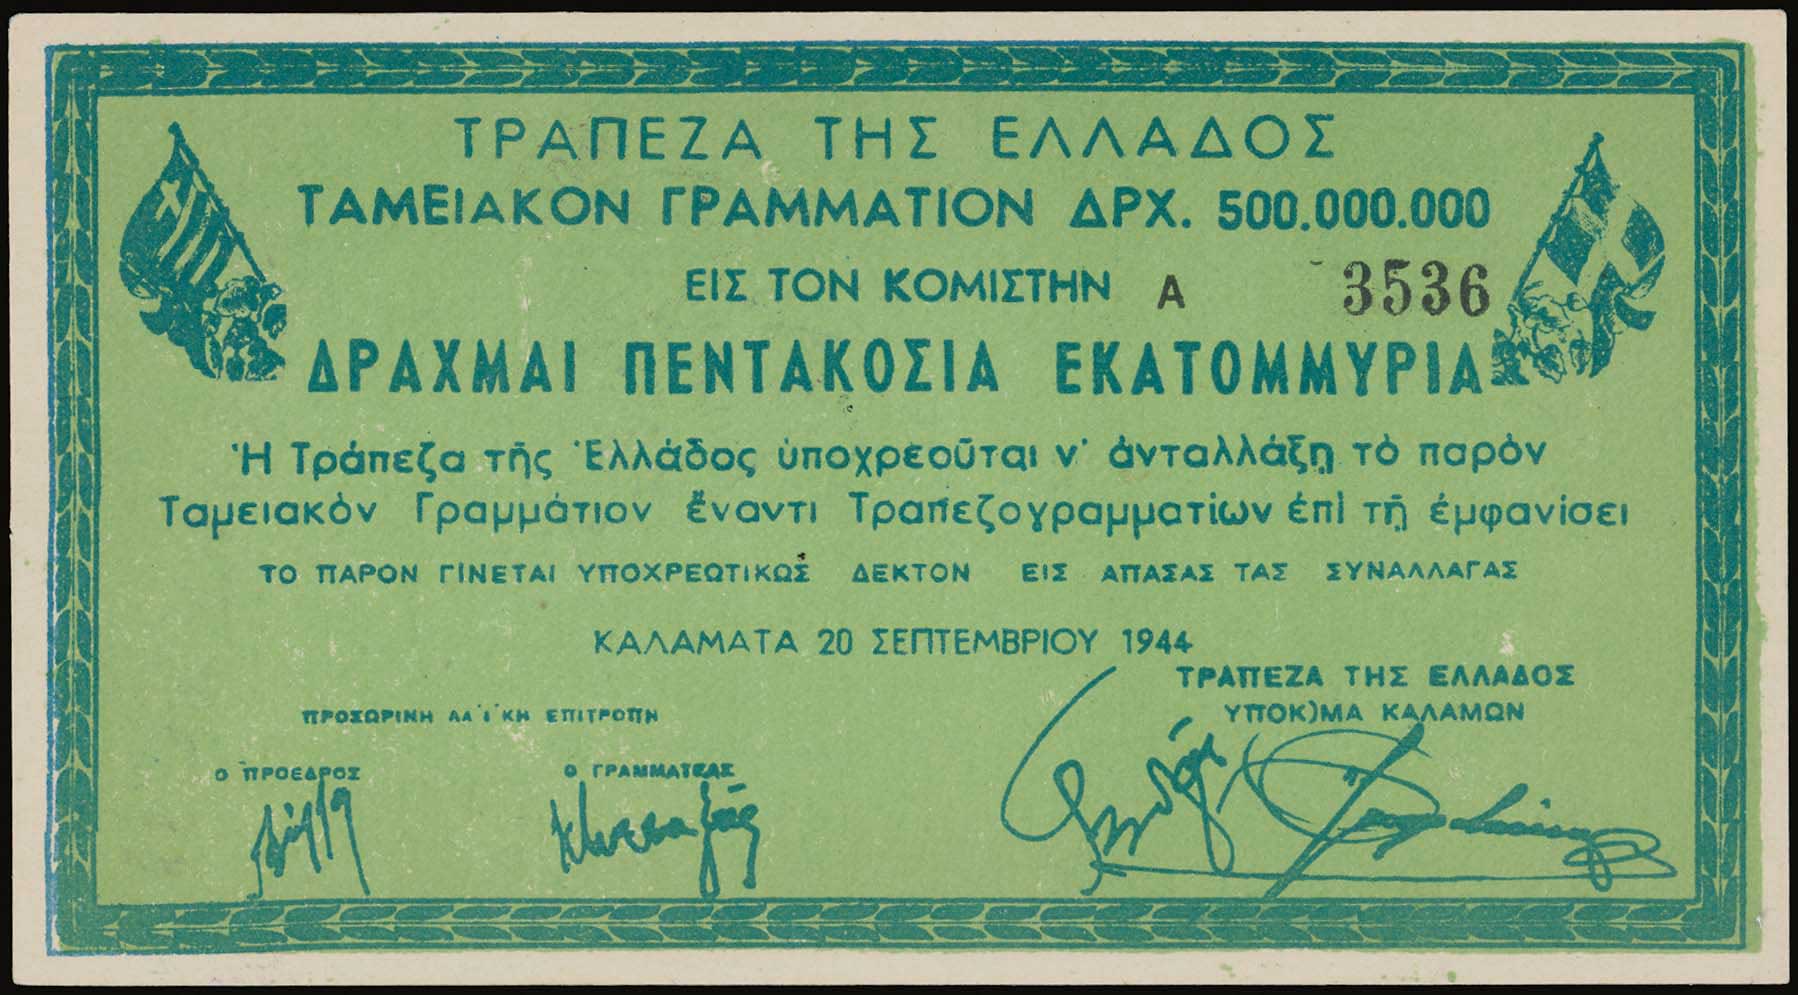 ΤΡΑΠΕΖΑ ΤΗΣ ΕΛΛΑΔΟΣ
ΤΑΜΕΙΑΚΟΝ ΓΡΑΜΜΑΤΙΟΝ ΔΡΧ. 500.000.000
ΕΙΣ ΤΟΝ ΚΟΜΙΣΤΗΝ Α 3536
ΔΡΑΧΜΑΙ ΠΕΝΤΑΚΟΣΙΑ ΕΚΑΤΟΜΜΥΡΙΑ
Ἡ Τράπεζα τῆς Ἑλλάδος ὑποχρεοῦται ν' ἀνταλλάξῃ τὸ παρὸν
Ταμειακὸν Γραμμάτιον ἔναντι Τραπεζογραμματίων ἐπὶ τῇ ἐμφανίσει
ΤΟ ΠΑΡΟΝ ΓΙΝΕΤΑΙ ΥΠΟΧΡΕΩΤΙΚΩΣ ΔΕΚΤΟΝ ΕΙΣ ΑΠΑΣΑΣ ΤΑΣ ΣΥΝΑΛΛΑΓΑΣ
ΚΑΛΑΜΑΤΑ 20 ΣΕΠΤΕΜΒΡΙΟΥ 1944
ΤΡΑΠΕΖΑ ΤΗΣ ΕΛΛΑΔΟΣ
ΥΠΟΚ)ΜΑ ΚΑΛΑΜΩΝ
ΠΡΟΣΩΡΙΝΗ ΛΑ·Ι·ΚΗ ΕΠΙΤΡΟΠΗ
Ο ΠΡΟΕΔΡΟΣ Ο ΓΡΑΜΜΑΤΕΑΣ